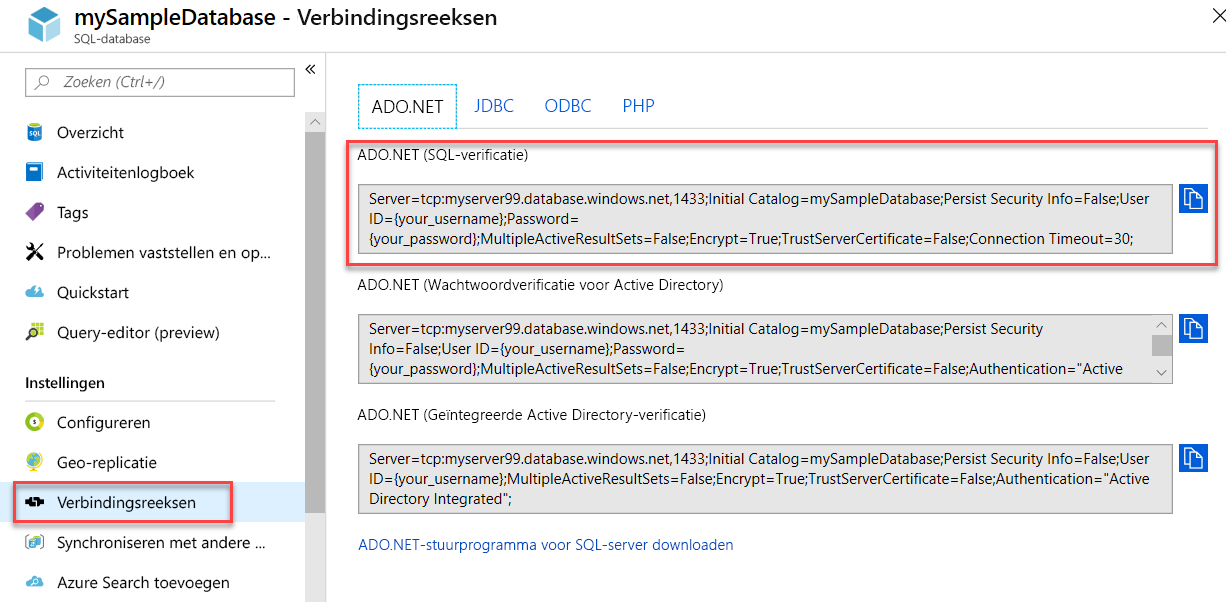 mySampleDatabase - Verbindingsreeksen
SQL-database
Zoeken (Ctrl+/)
Overzicht
Activiteitenlogboek
Tags
Problemen vaststellen en op...
Quickstart
Query-editor (preview)
Instellingen
Configureren
Geo-replicatie
Verbindingsreeksen
Synchroniseren met andere ...
Azure Search toevoegen
ADO.NET JDBC ODBC PHP
ADO.NET (SQL-verificatie)
Server=tcp:myserver99.database.windows.net,1433;Initial Catalog=mySampleDatabase;Persist Security Info=False;User
ID={your_username};Password=
{your_password};MultipleActiveResultSets=False;Encrypt=True;TrustServerCertificate=False;Connection Timeout=30;
ADO.NET (Wachtwoordverificatie voor Active Directory)
Server=tcp:myserver99.database.windows.net,1433;Initial Catalog=mySampleDatabase;Persist Security
Info=False;User ID={your_username};Password=
{your_password};MultipleActiveResultSets=False;Encrypt=True;TrustServerCertificate=False;Authentication="Active
ADO.NET (Geïntegreerde Active Directory-verificatie)
Server=tcp:myserver99.database.windows.net,1433;Initial Catalog=mySampleDatabase;Persist Security Info=False;User
ID={your_username};MultipleActiveResultSets=False;Encrypt=True;TrustServerCertificate=False;Authentication="Active
Directory Integrated";
ADO.NET-stuurprogramma voor SQL-server downloaden